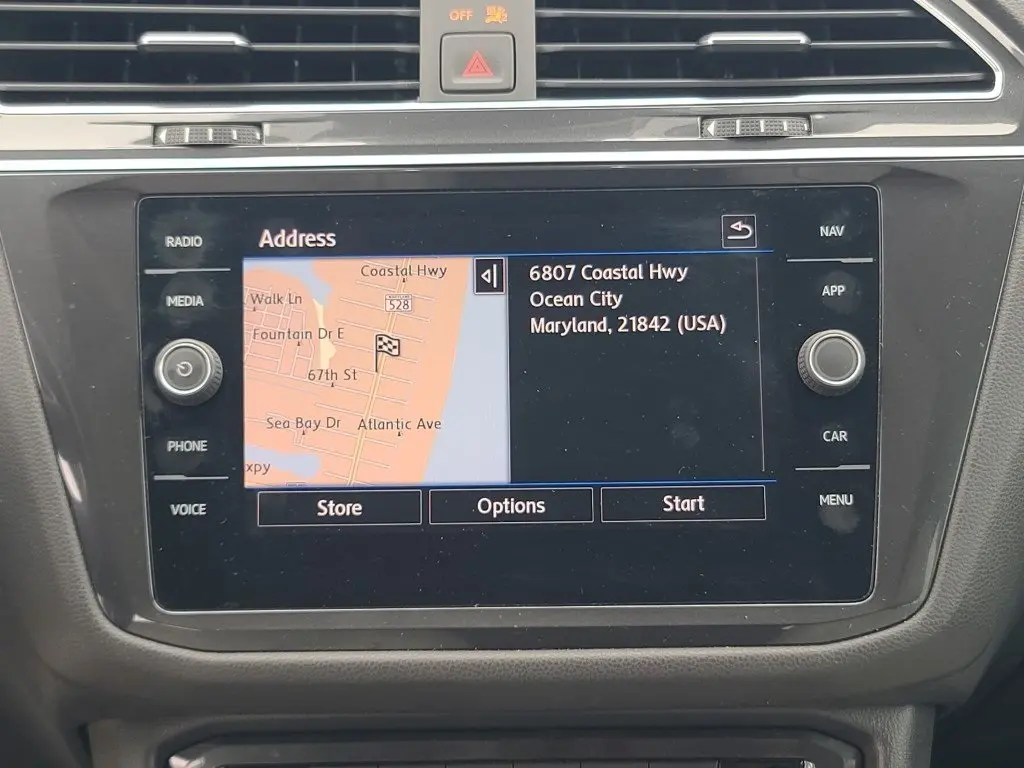 OFF
RADIO
MEDIA
PHONE
VOICE
Address
Coastal Hwy
MARYLAND
528
Walk Ln
Fountain Dr E
67th St
Sea Bay Dr
Atlantic Ave
xpy
6807 Coastal Hwy
Ocean City
Maryland, 21842 (USA)
Store
Options
Start
NAV
APP
CAR
MENU